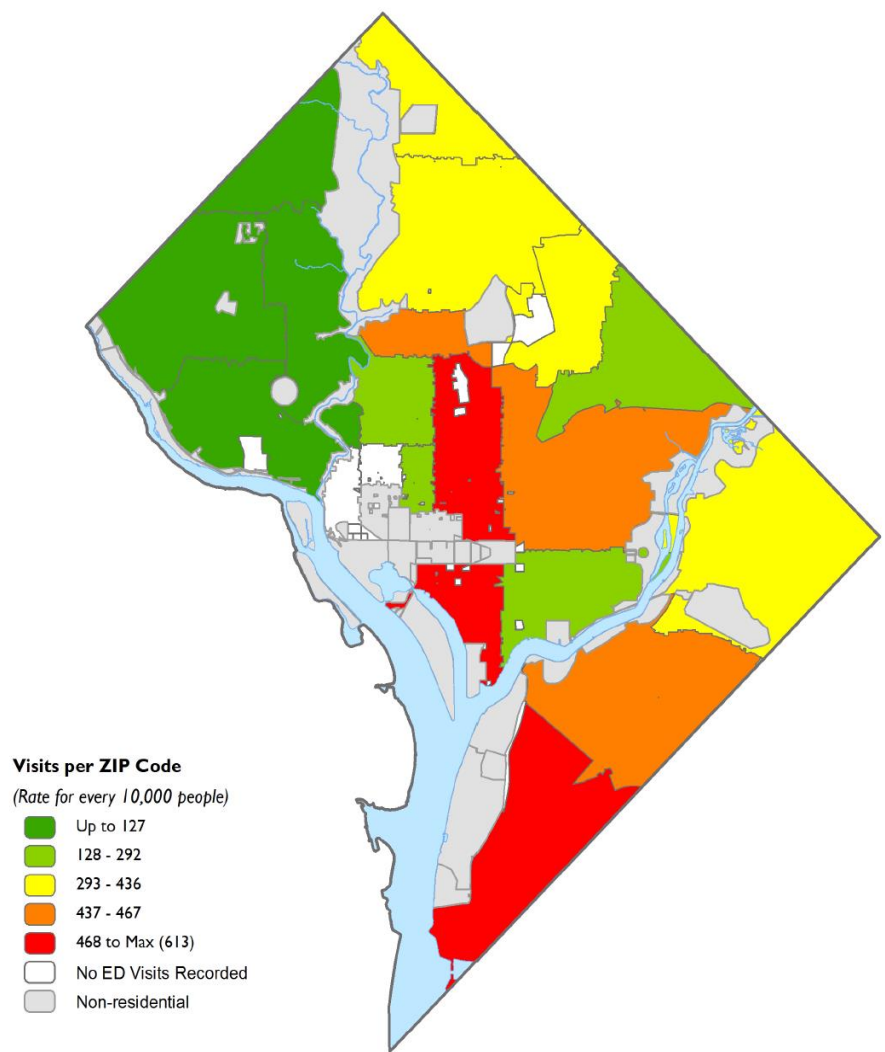 Visits per ZIP Code
(Rate for every 10,000 people)
Up to 127
128 - 292
293 - 436
437 - 467
468 to Max (613)
No ED Visits Recorded
Non-residential